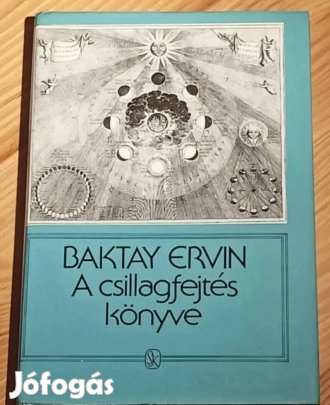 BAKTAY ERVIN
A csillagfejtés
könyve
Jófogás